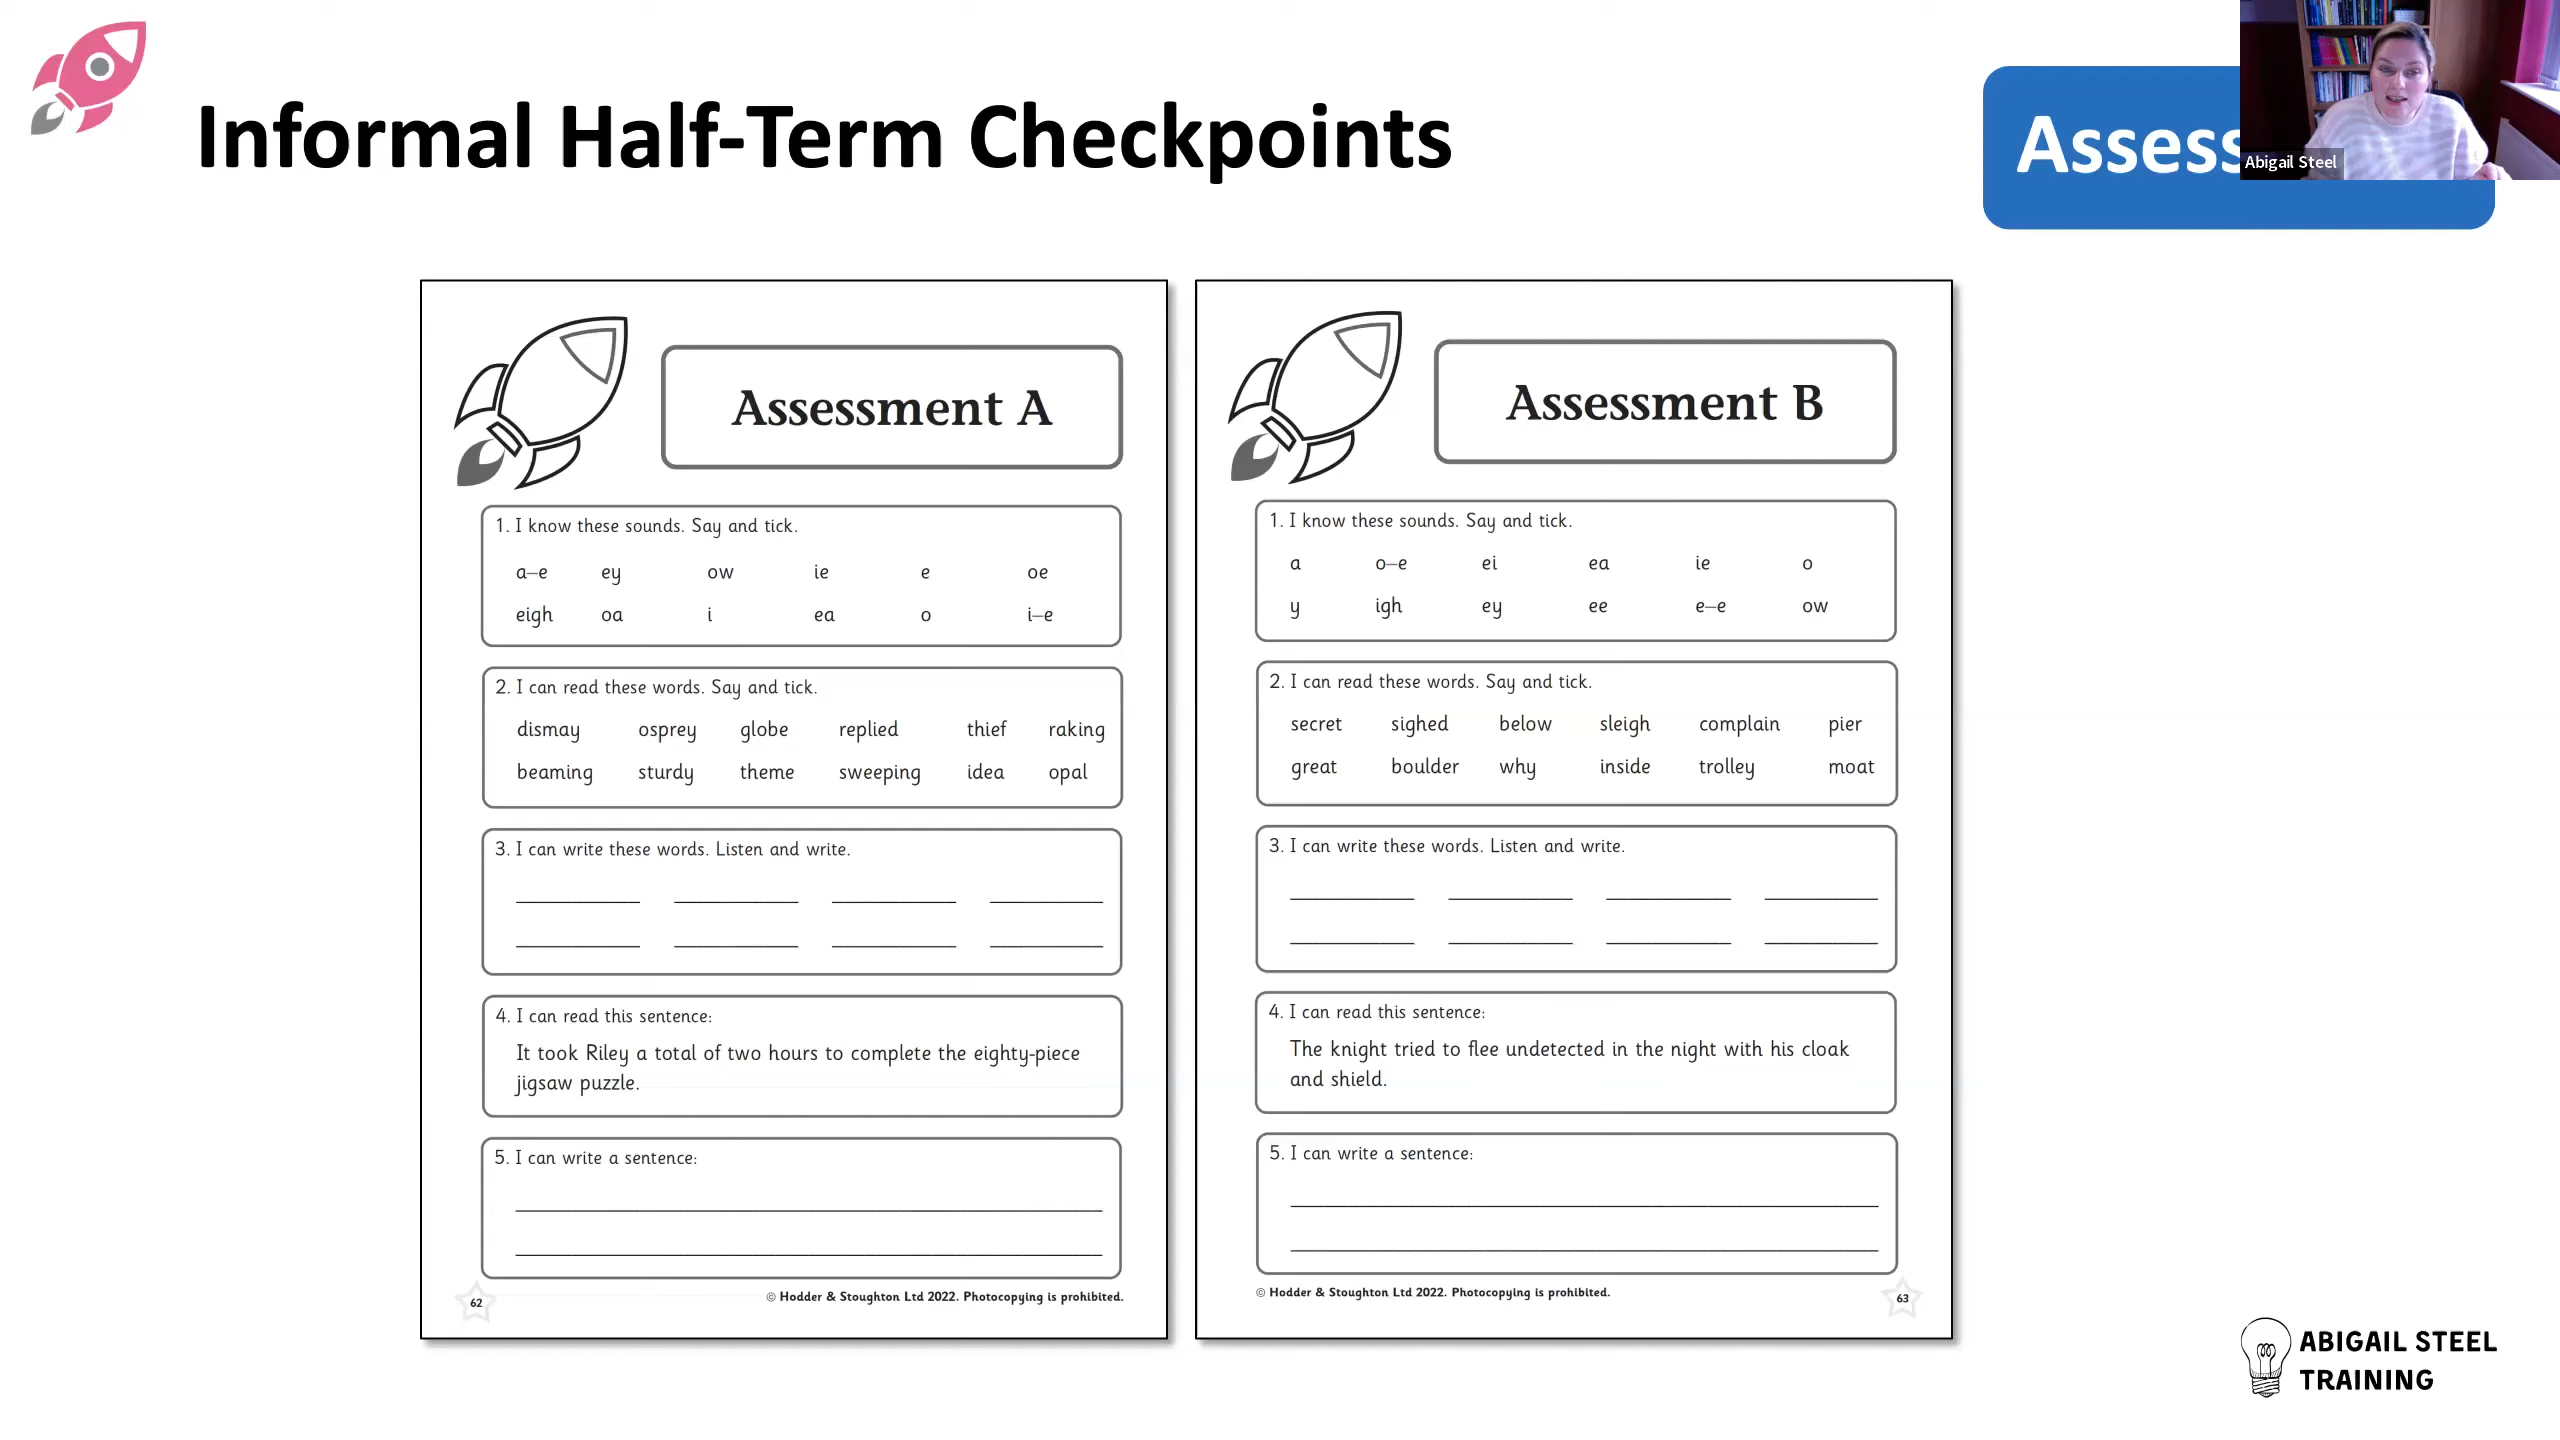 Informal Half-Term Checkpoints
Assess
Abigail Steel
Assessment A
1. I know these sounds. Say and tick.
a–e ey ow ie e oe
eigh oa i ea o i–e
2. I can read these words. Say and tick.
dismay osprey globe replied thief raking
beaming sturdy theme sweeping idea opal
3. I can write these words. Listen and write.
4. I can read this sentence:
It took Riley a total of two hours to complete the eighty-piece
jigsaw puzzle.
5. I can write a sentence:
62
© Hodder & Stoughton Ltd 2022. Photocopying is prohibited.
Assessment B
1. I know these sounds. Say and tick.
a o–e ei ea ie o
y igh ey ee e–e ow
2. I can read these words. Say and tick.
secret sighed below sleigh complain pier
great boulder why inside trolley moat
3. I can write these words. Listen and write.
4. I can read this sentence:
The knight tried to flee undetected in the night with his cloak
and shield.
5. I can write a sentence:
© Hodder & Stoughton Ltd 2022. Photocopying is prohibited.
63
ABIGAIL STEEL
TRAINING